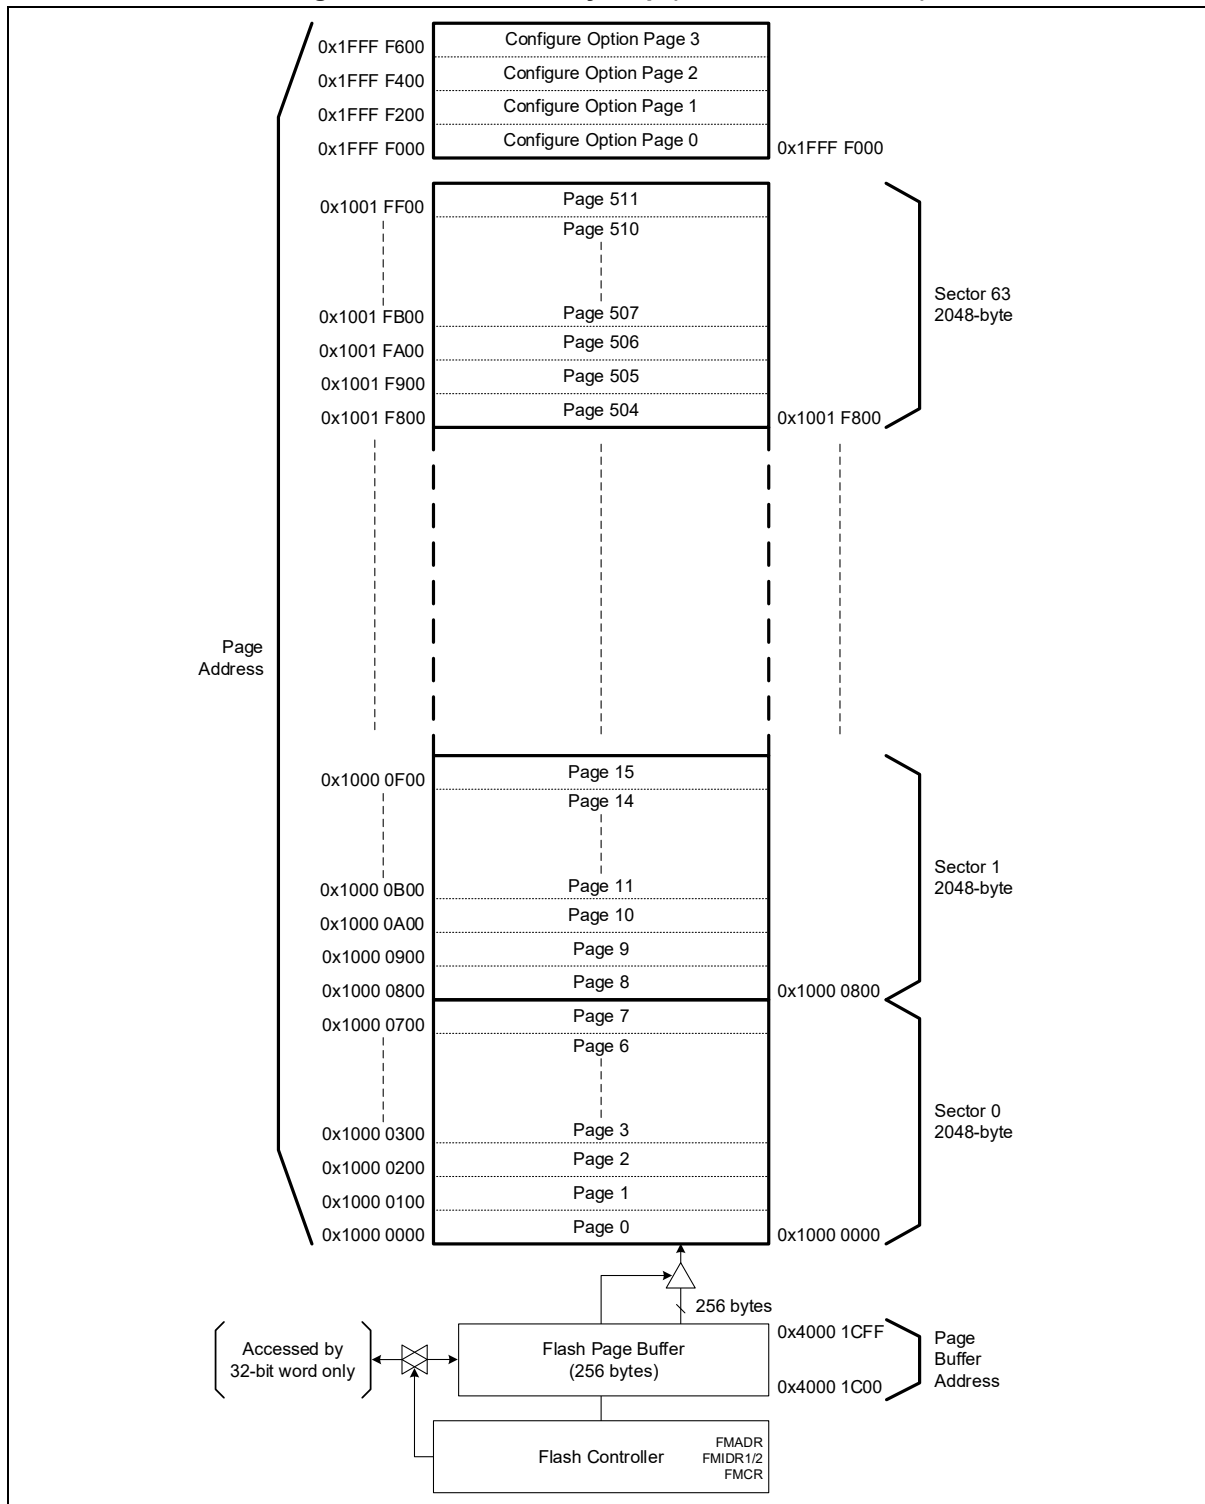 0x1FFF F600 Configure Option Page 3
0x1FFF F400 Configure Option Page 2
0x1FFF F200 Configure Option Page 1
0x1FFF F000 Configure Option Page 0 0x1FFF F000
0x1001 FF00 Page 511
Page 510
Sector 63
2048-byte
0x1001 FB00 Page 507
0x1001 FA00 Page 506
0x1001 F900 Page 505
0x1001 F800 Page 504 0x1001 F800
Page
Address
0x1000 0F00 Page 15
Page 14
Sector 1
2048-byte
0x1000 0B00 Page 11
0x1000 0A00 Page 10
0x1000 0900 Page 9
0x1000 0800 Page 8 0x1000 0800
0x1000 0700 Page 7
Page 6
Sector 0
2048-byte
0x1000 0300 Page 3
0x1000 0200 Page 2
0x1000 0100 Page 1
0x1000 0000 Page 0 0x1000 0000
256 bytes
Accessed by
32-bit word only
Flash Page Buffer
(256 bytes)
0x4000 1CFF
0x4000 1C00
Page
Buffer
Address
Flash Controller
FMADR
FMIDR1/2
FMCR